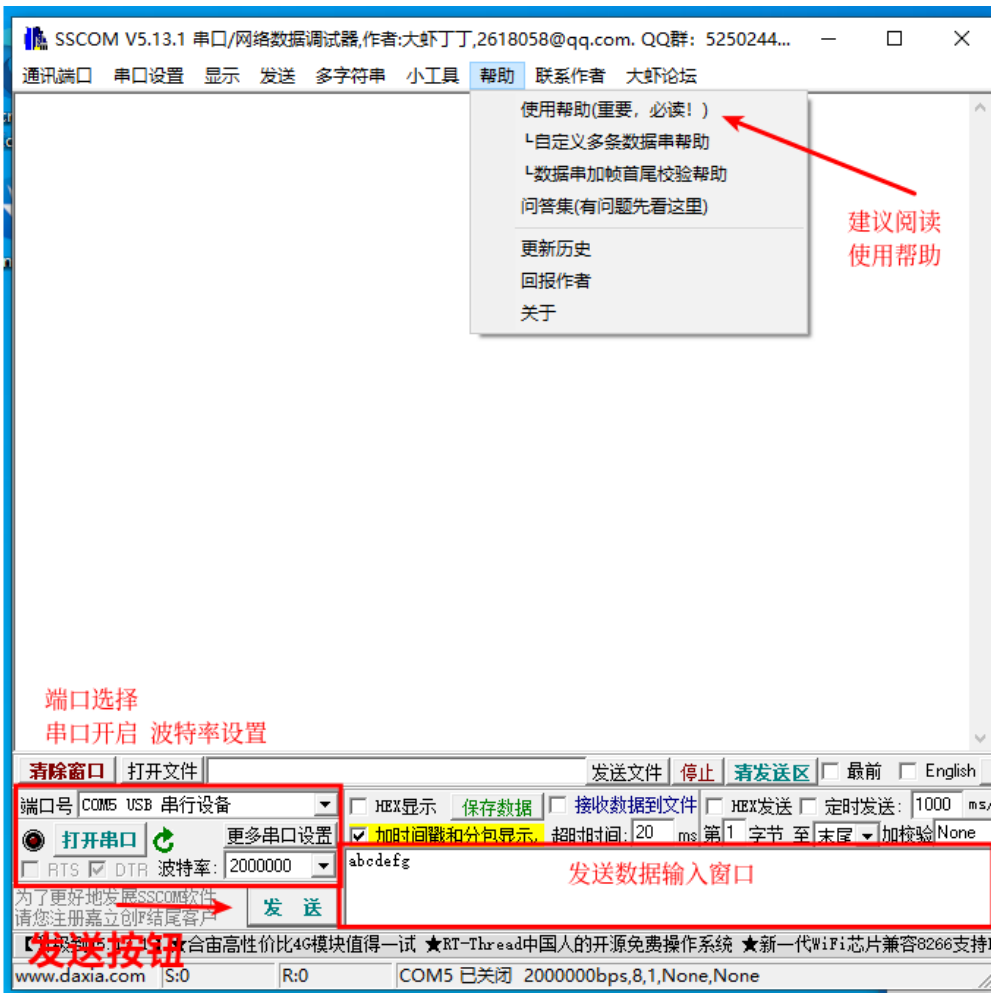 SSCOM V5.13.1 串口/网络数据调试器,作者:大虾丁丁,2618058@qq.com. QQ群: 5250244...
通讯端口 串口设置 显示 发送 多字符串 小工具 帮助 联系作者 大虾论坛
使用帮助(重要，必读！)
└自定义多条数据串帮助
└数据串加帧首尾校验帮助
问答集(有问题先看这里)
更新历史
回报作者
关于
建议阅读
使用帮助
端口选择
串口开启 波特率设置
清除窗口 打开文件 发送文件 停止 清发送区 最前 English
端口号 COM5 USB 串行设备 HEX显示 保存数据 接收数据到文件 HEX发送 定时发送: 1000 ms/
打开串口 更多串口设置 加时间戳和分包显示, 超时时间: 20 ms 第1 字节 至 末尾 加校验 None
RTS DTR 波特率: 2000000
abcdefg
发送数据输入窗口
为了更好地发展SSCOM软件
请您注册嘉立创F结尾客户
发 送
发送按钮
★合宙高性价比4G模块值得一试 ★RT-Thread中国人的开源免费操作系统 ★新一代WiFi芯片兼容8266支持
www.daxia.com S:0 R:0 COM5 已关闭 2000000bps,8,1,None,None